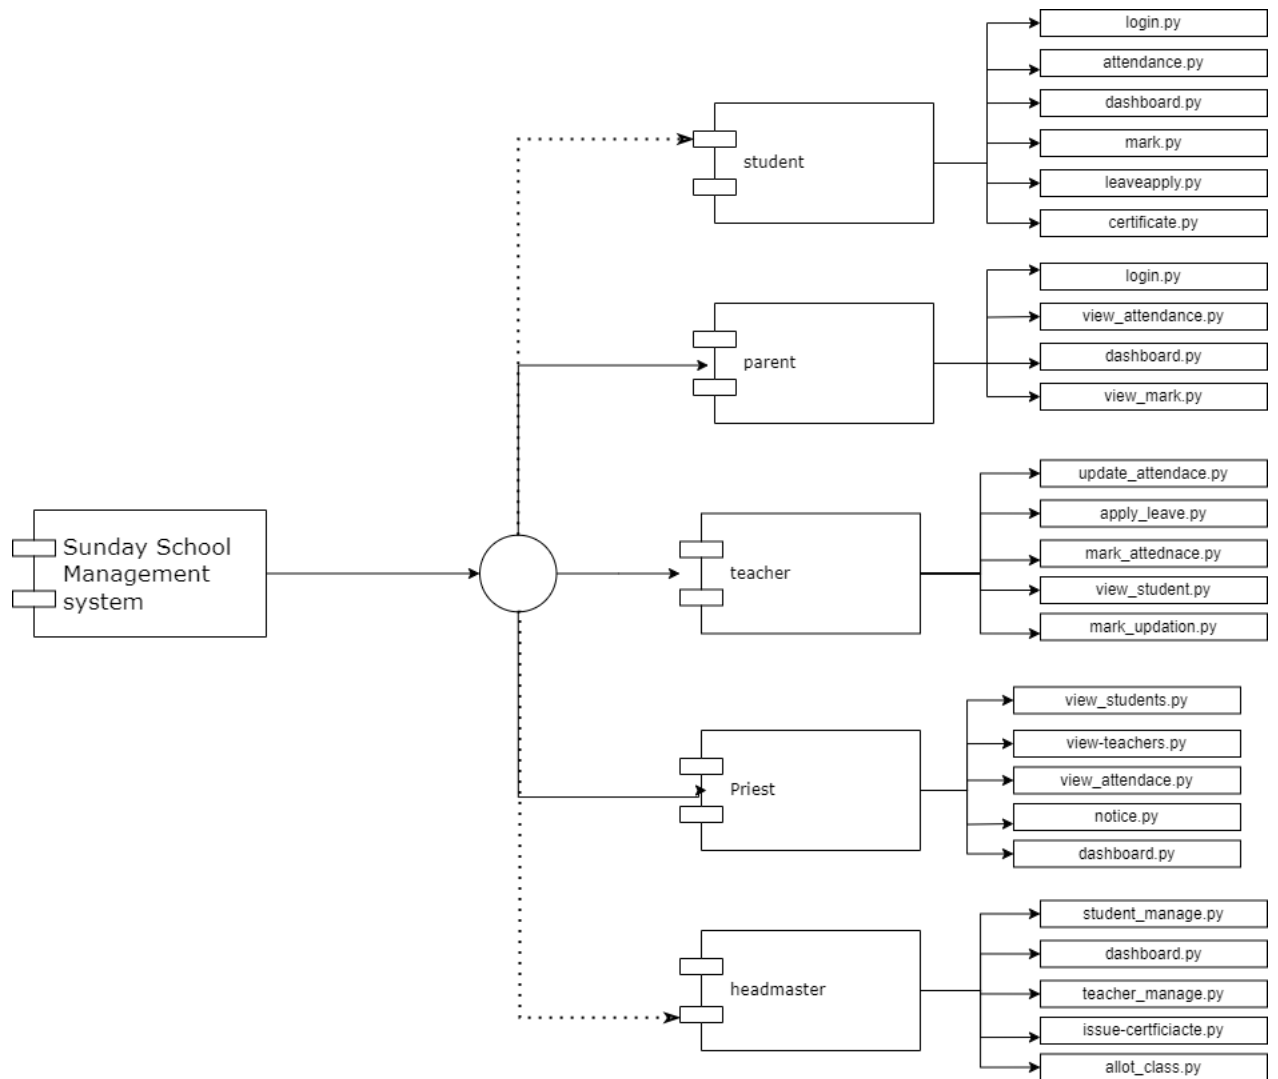 login.py
attendance.py
dashboard.py
mark.py
leaveapply.py
certificate.py
student
login.py
view_attendance.py
dashboard.py
view_mark.py
parent
Sunday School
Management
system
update_attendace.py
apply_leave.py
mark_attednace.py
view_student.py
mark_updation.py
teacher
view_students.py
view-teachers.py
view_attendace.py
notice.py
dashboard.py
Priest
student_manage.py
dashboard.py
teacher_manage.py
issue-certficiacte.py
allot_class.py
headmaster